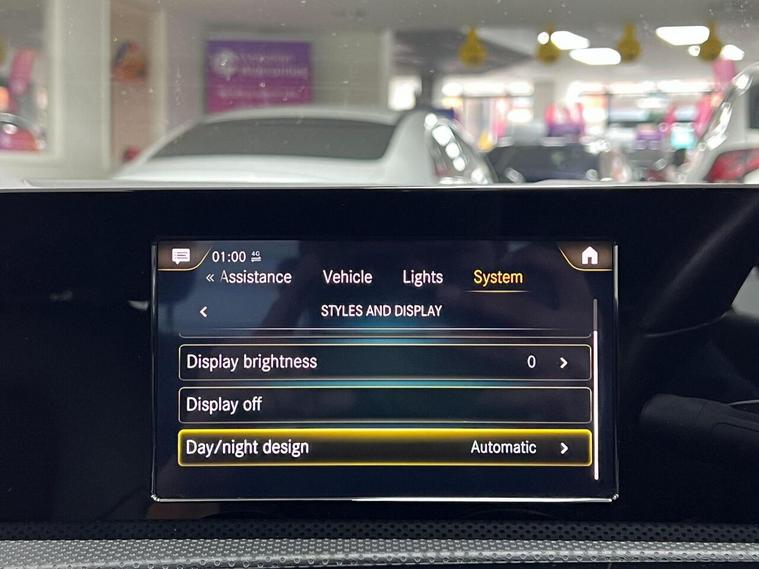 01:00 4G
« Assistance Vehicle Lights System
STYLES AND DISPLAY
Display brightness 0
Display off
Day/night design Automatic